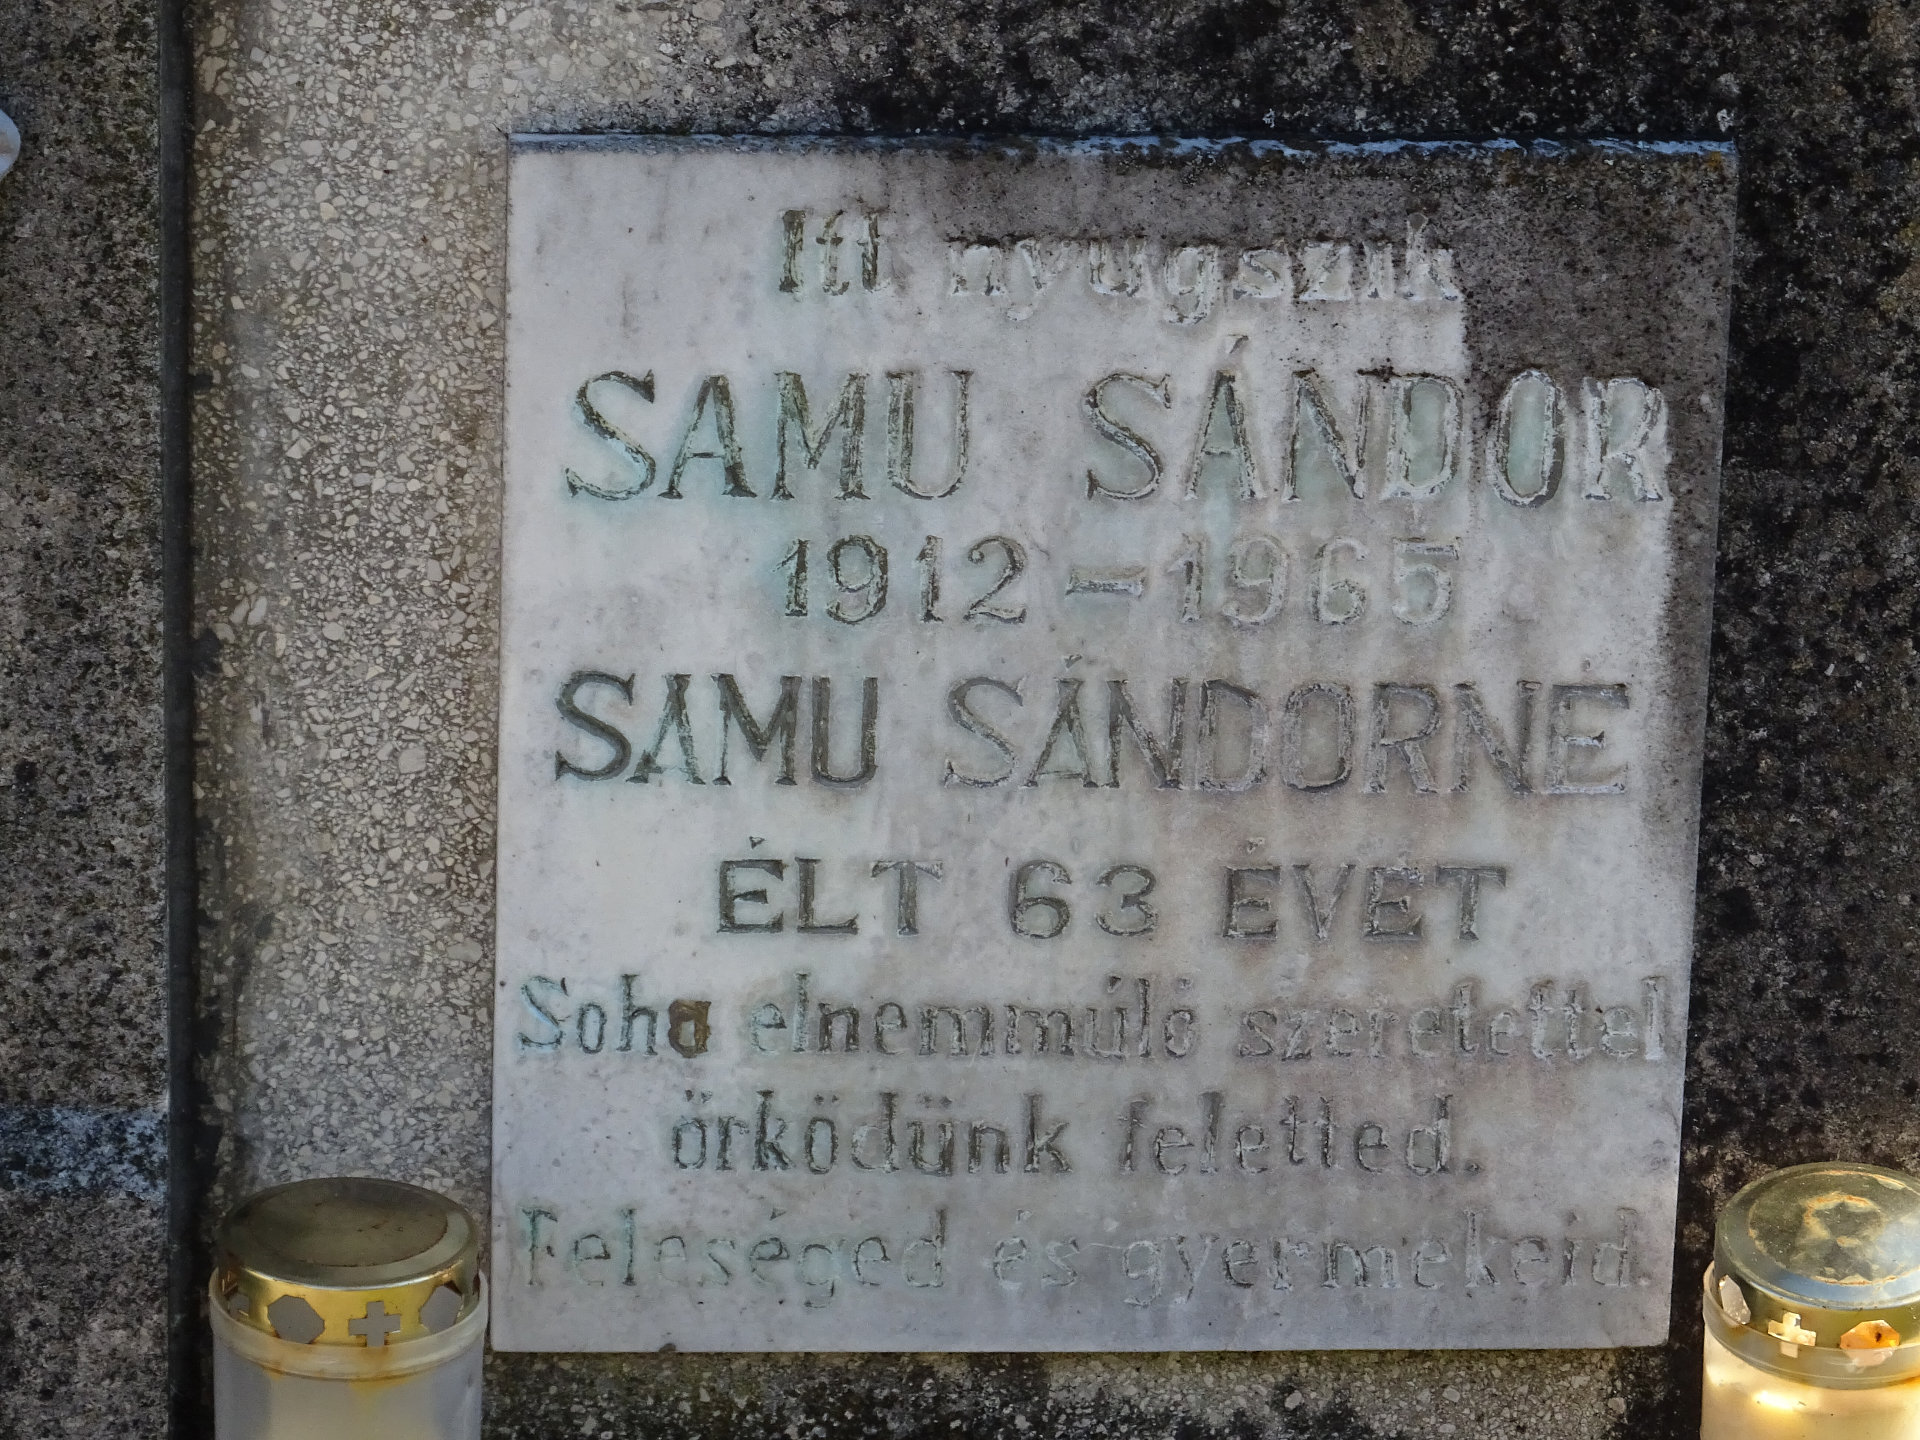 Itt nyugszik
SAMU SÁNDOR
1912-1965
SAMU SÁNDORNÉ
ÉLT 63 ÉVET
Soha elnemmúló szeretettel
őrködünk feletted.
Feleséged és gyermekeid.